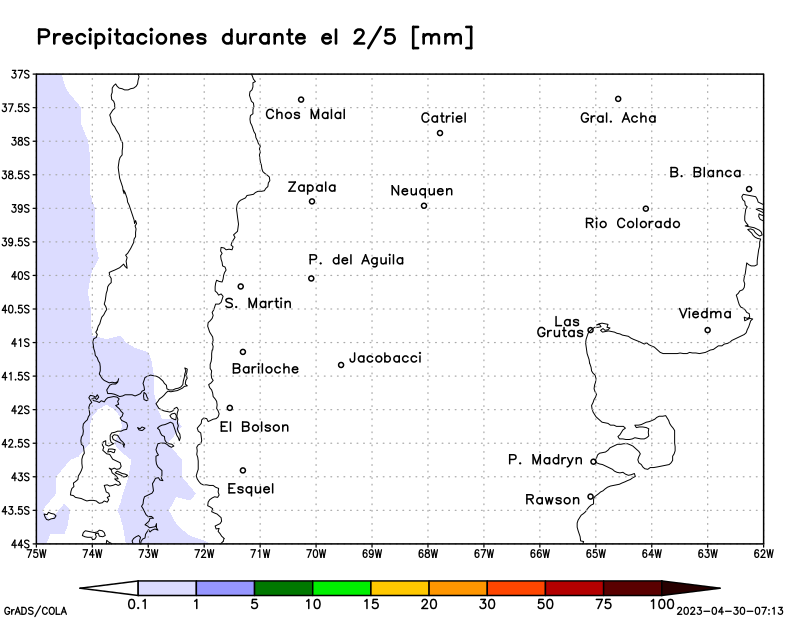 Precipitaciones durante el 2/5 [mm]
37S
37.5S
38S
38.5S
39S
39.5S
40S
40.5S
41S
41.5S
42S
42.5S
43S
43.5S
44S
Chos Malal
Catriel
Gral. Acha
B. Blanca
Zapala
Neuquen
Rio Colorado
P. del Aguila
S. Martin
Las
Grutas
Viedma
Bariloche
Jacobacci
El Bolson
P. Madryn
Esquel
Rawson
75W 74W 73W 72W 71W 70W 69W 68W 67W 66W 65W 64W 63W 62W
0.1 1 5 10 15 20 30 50 75 100
GrADS/COLA
2023-04-30-07:13